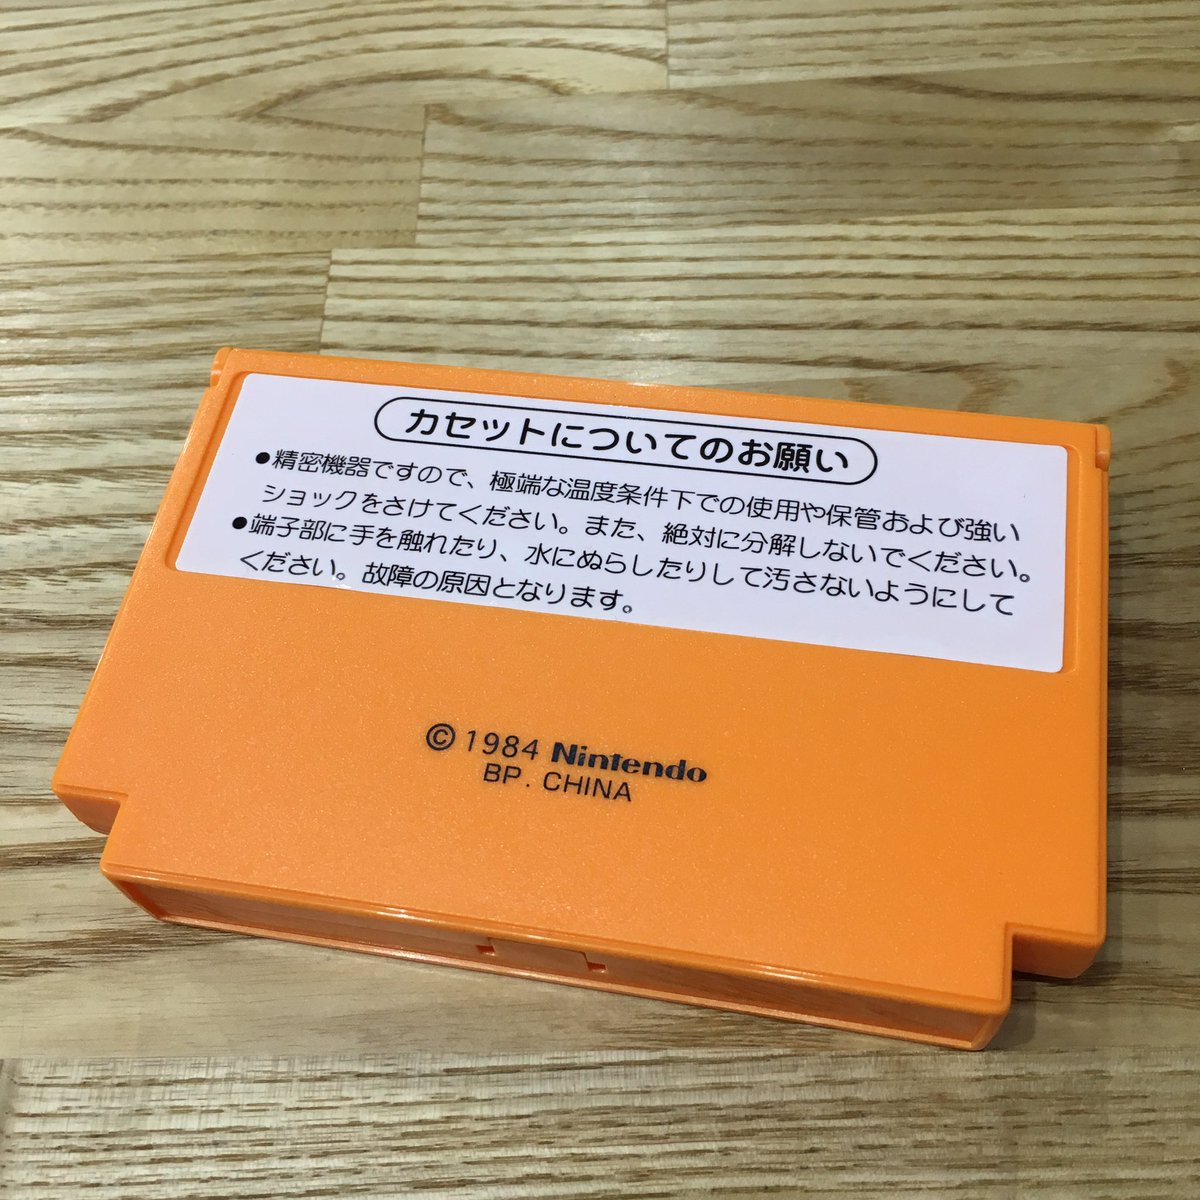 カセットについてのお願い
●精密機器ですので、極端な温度条件下での使用や保管および強い
ショックをさけてください。また、絶対に分解しないでください。
●端子部に手を触れたり、水にぬらしたりして汚さないようにして
ください。故障の原因となります。
© 1984 Nintendo
BP. CHINA